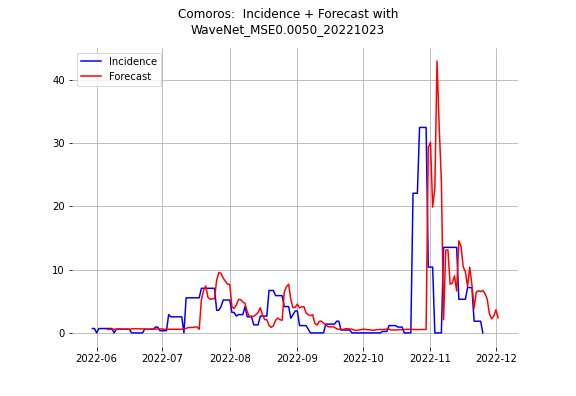 Comoros:  Incidence + Forecast with
WaveNet_MSE0.0050_20221023
Incidence
Forecast
40
30
20
10
0
2022-06 2022-07 2022-08 2022-09 2022-10 2022-11 2022-12